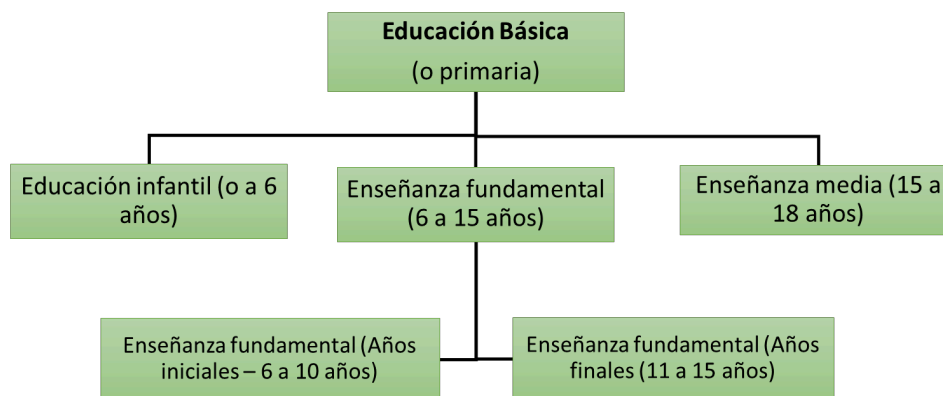 Educación Básica
(o primaria)
Educación infantil (o a 6
años)
Enseñanza fundamental
(6 a 15 años)
Enseñanza media (15 a
18 años)
Enseñanza fundamental (Años
iniciales – 6 a 10 años)
Enseñanza fundamental (Años
finales (11 a 15 años)